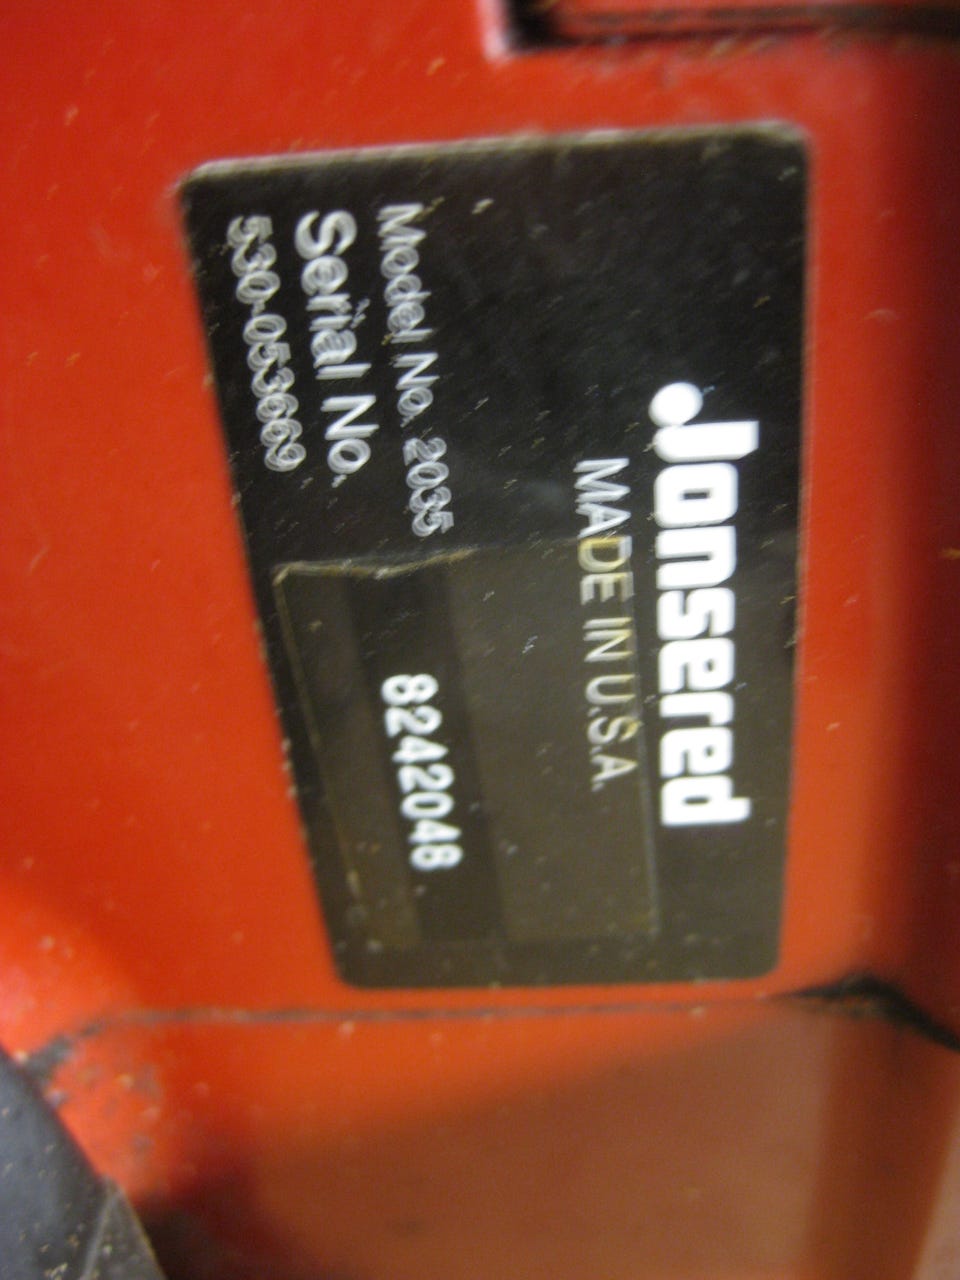 Jonsered
MADE IN U.S.A.
Model No. 2035
8242048
Serial No.
530-053669